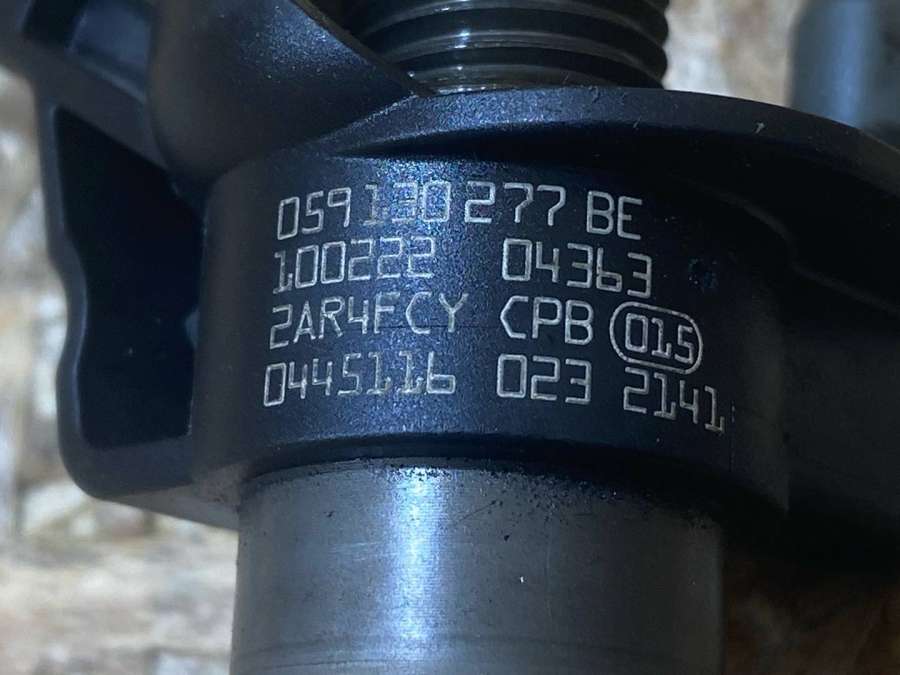 059 130 277 BE
100222 04363
2AR4FCY CPB 015
0445116 023 2141